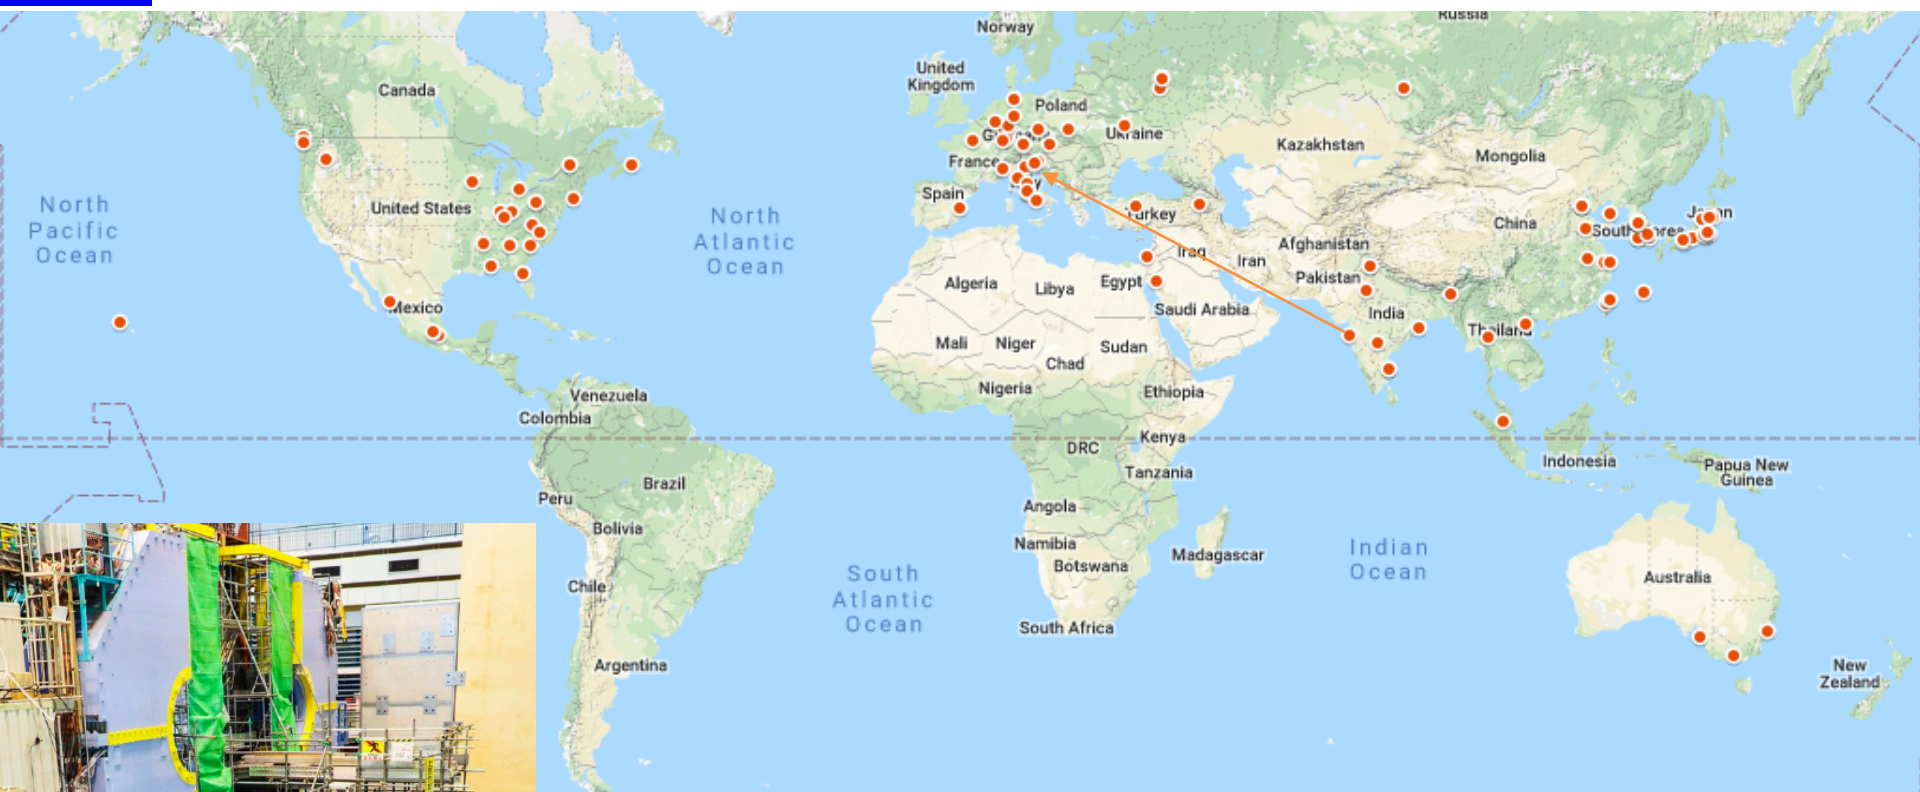 Russia
Norway
United
Kingdom
Canada
Poland
Ukraine
Kazakhstan
Mongolia
France
Spain
North
Pacific
Ocean
United States
North
Atlantic
Ocean
Turkey
China
Japan
Afghanistan
Iraq
Iran
Pakistan
Algeria
Libya
Egypt
Saudi Arabia
India
Mexico
Thailand
Mali
Niger
Chad
Sudan
Nigeria
Ethiopia
Venezuela
Colombia
DRC
Kenya
Tanzania
Indonesia
Papua New
Guinea
Peru
Brazil
Angola
Bolivia
Namibia
Botswana
Madagascar
Indian
Ocean
Chile
South
Atlantic
Ocean
Australia
South Africa
Argentina
New
Zealand